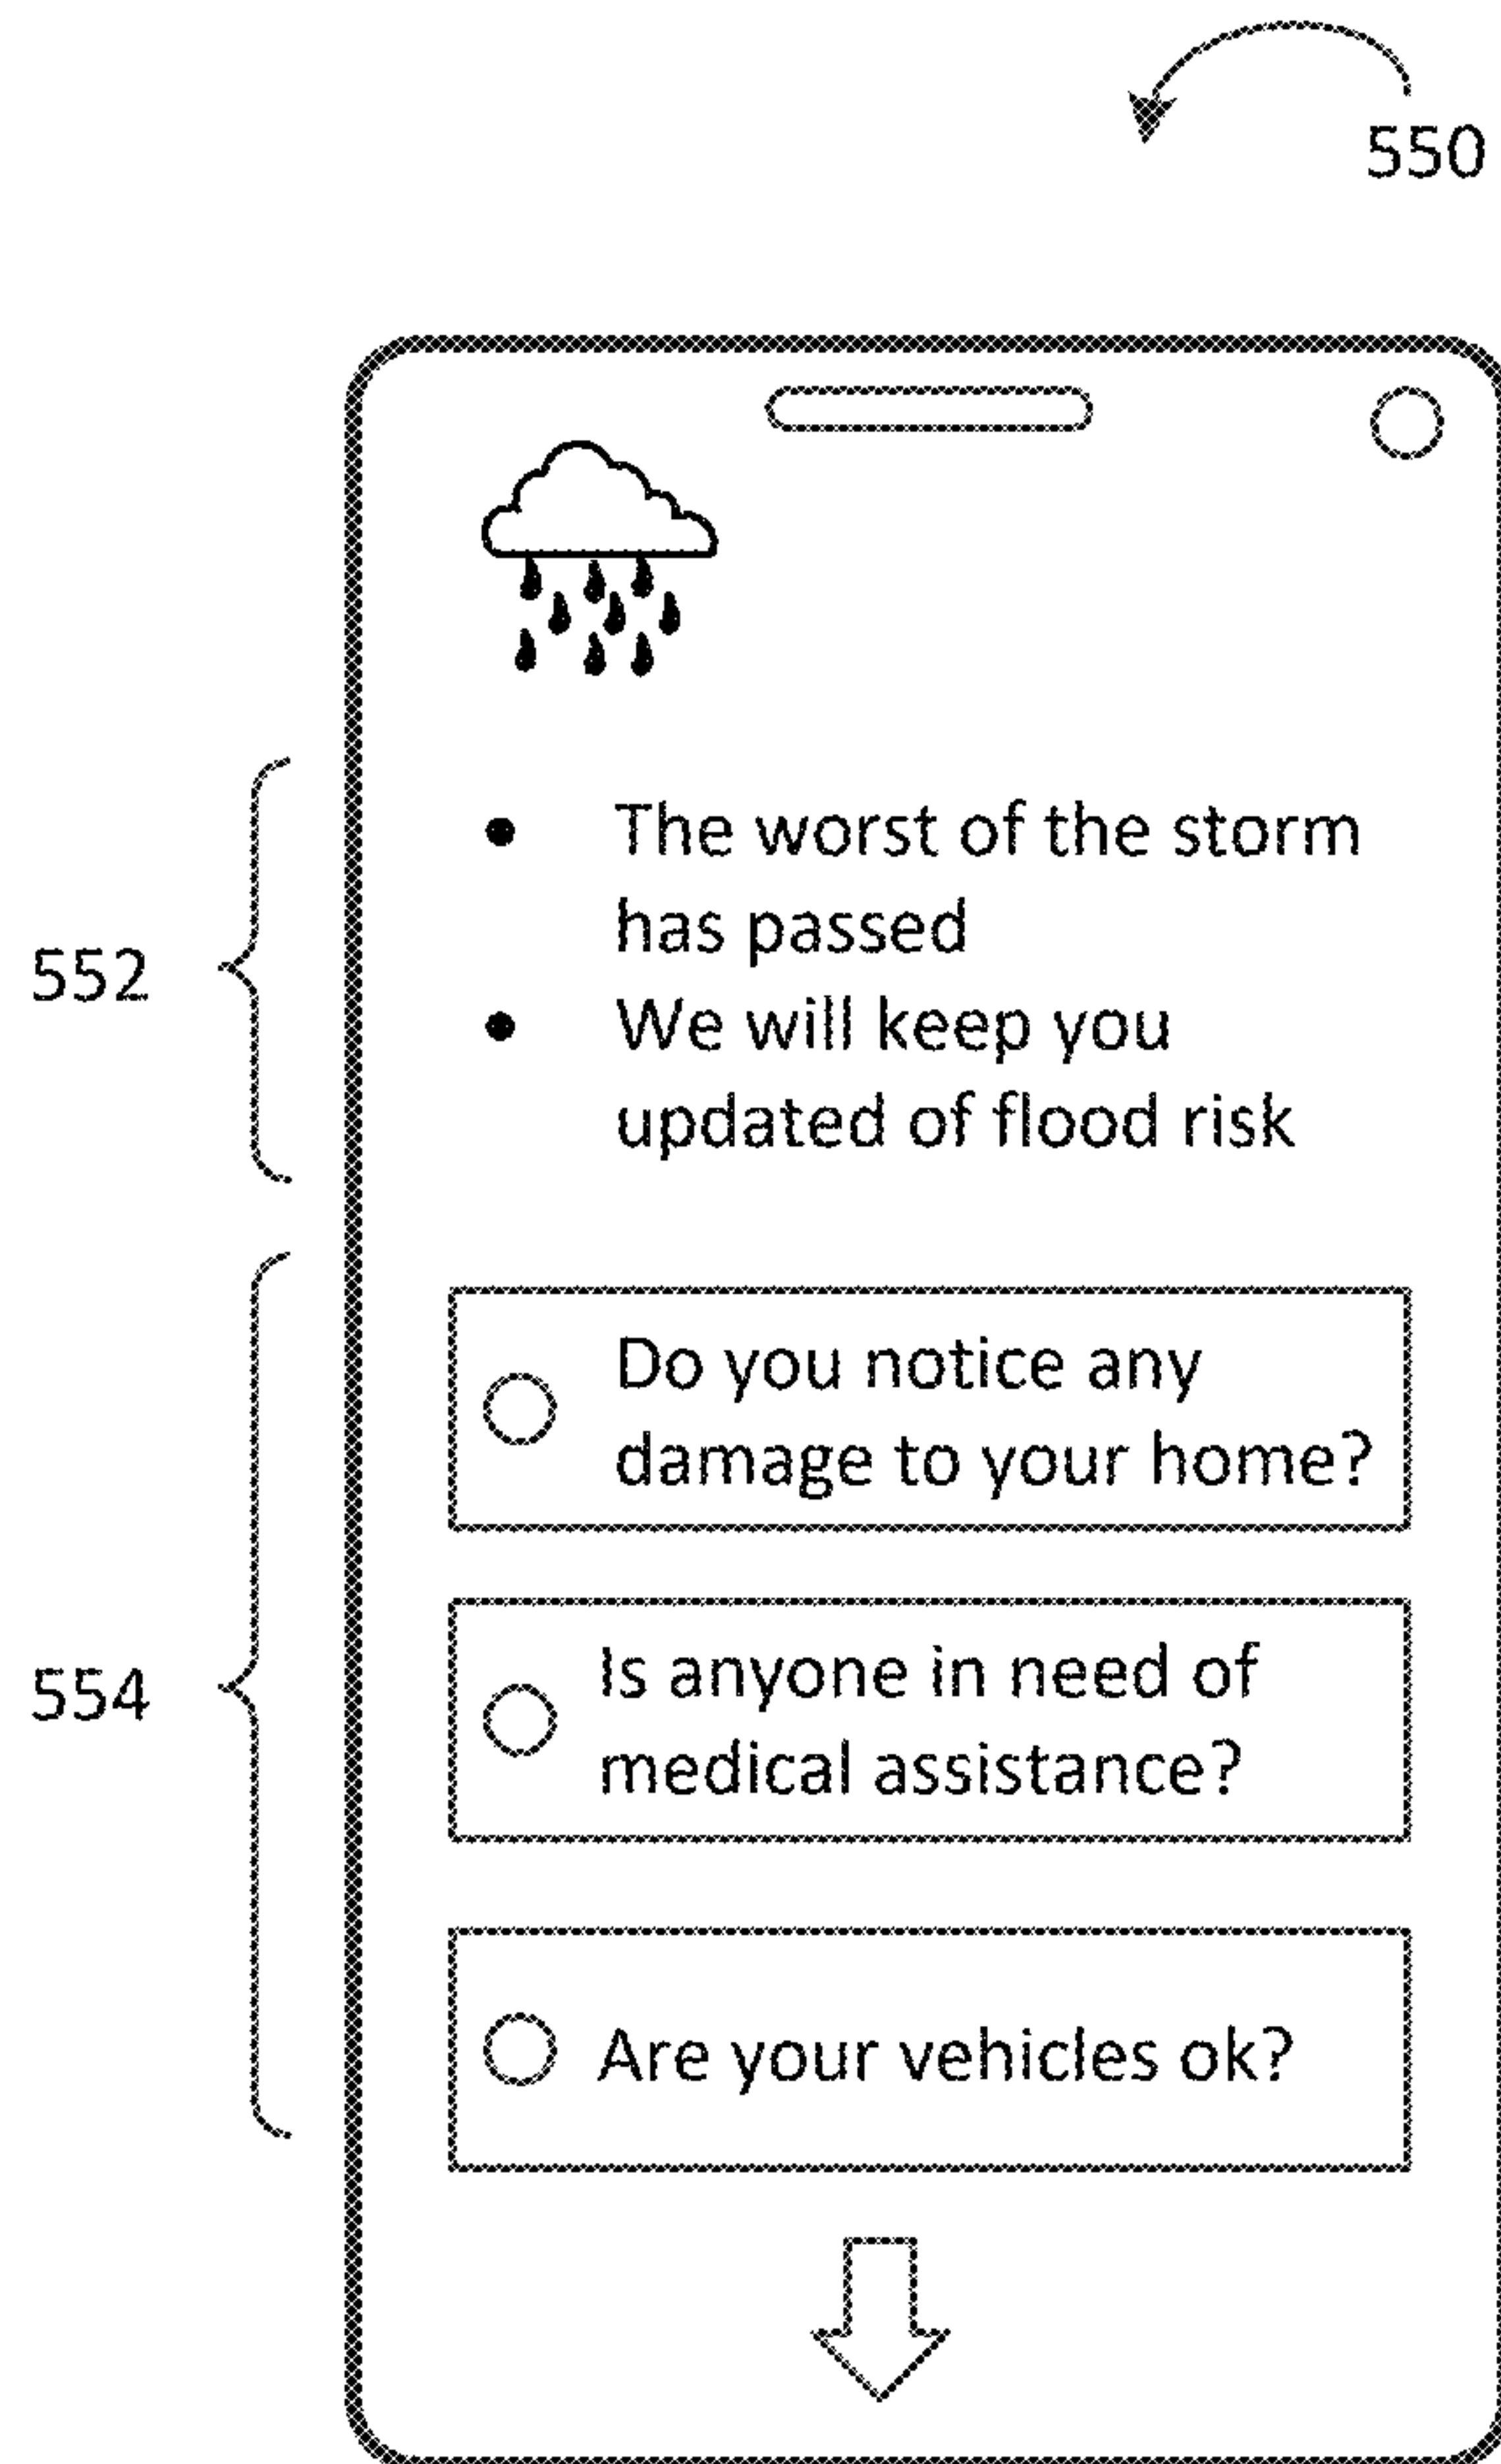 550
• The worst of the storm
has passed
552
• We will keep you
updated of flood risk
Do you notice any
damage to your home?
554
Is anyone in need of
medical assistance?
Are your vehicles ok?